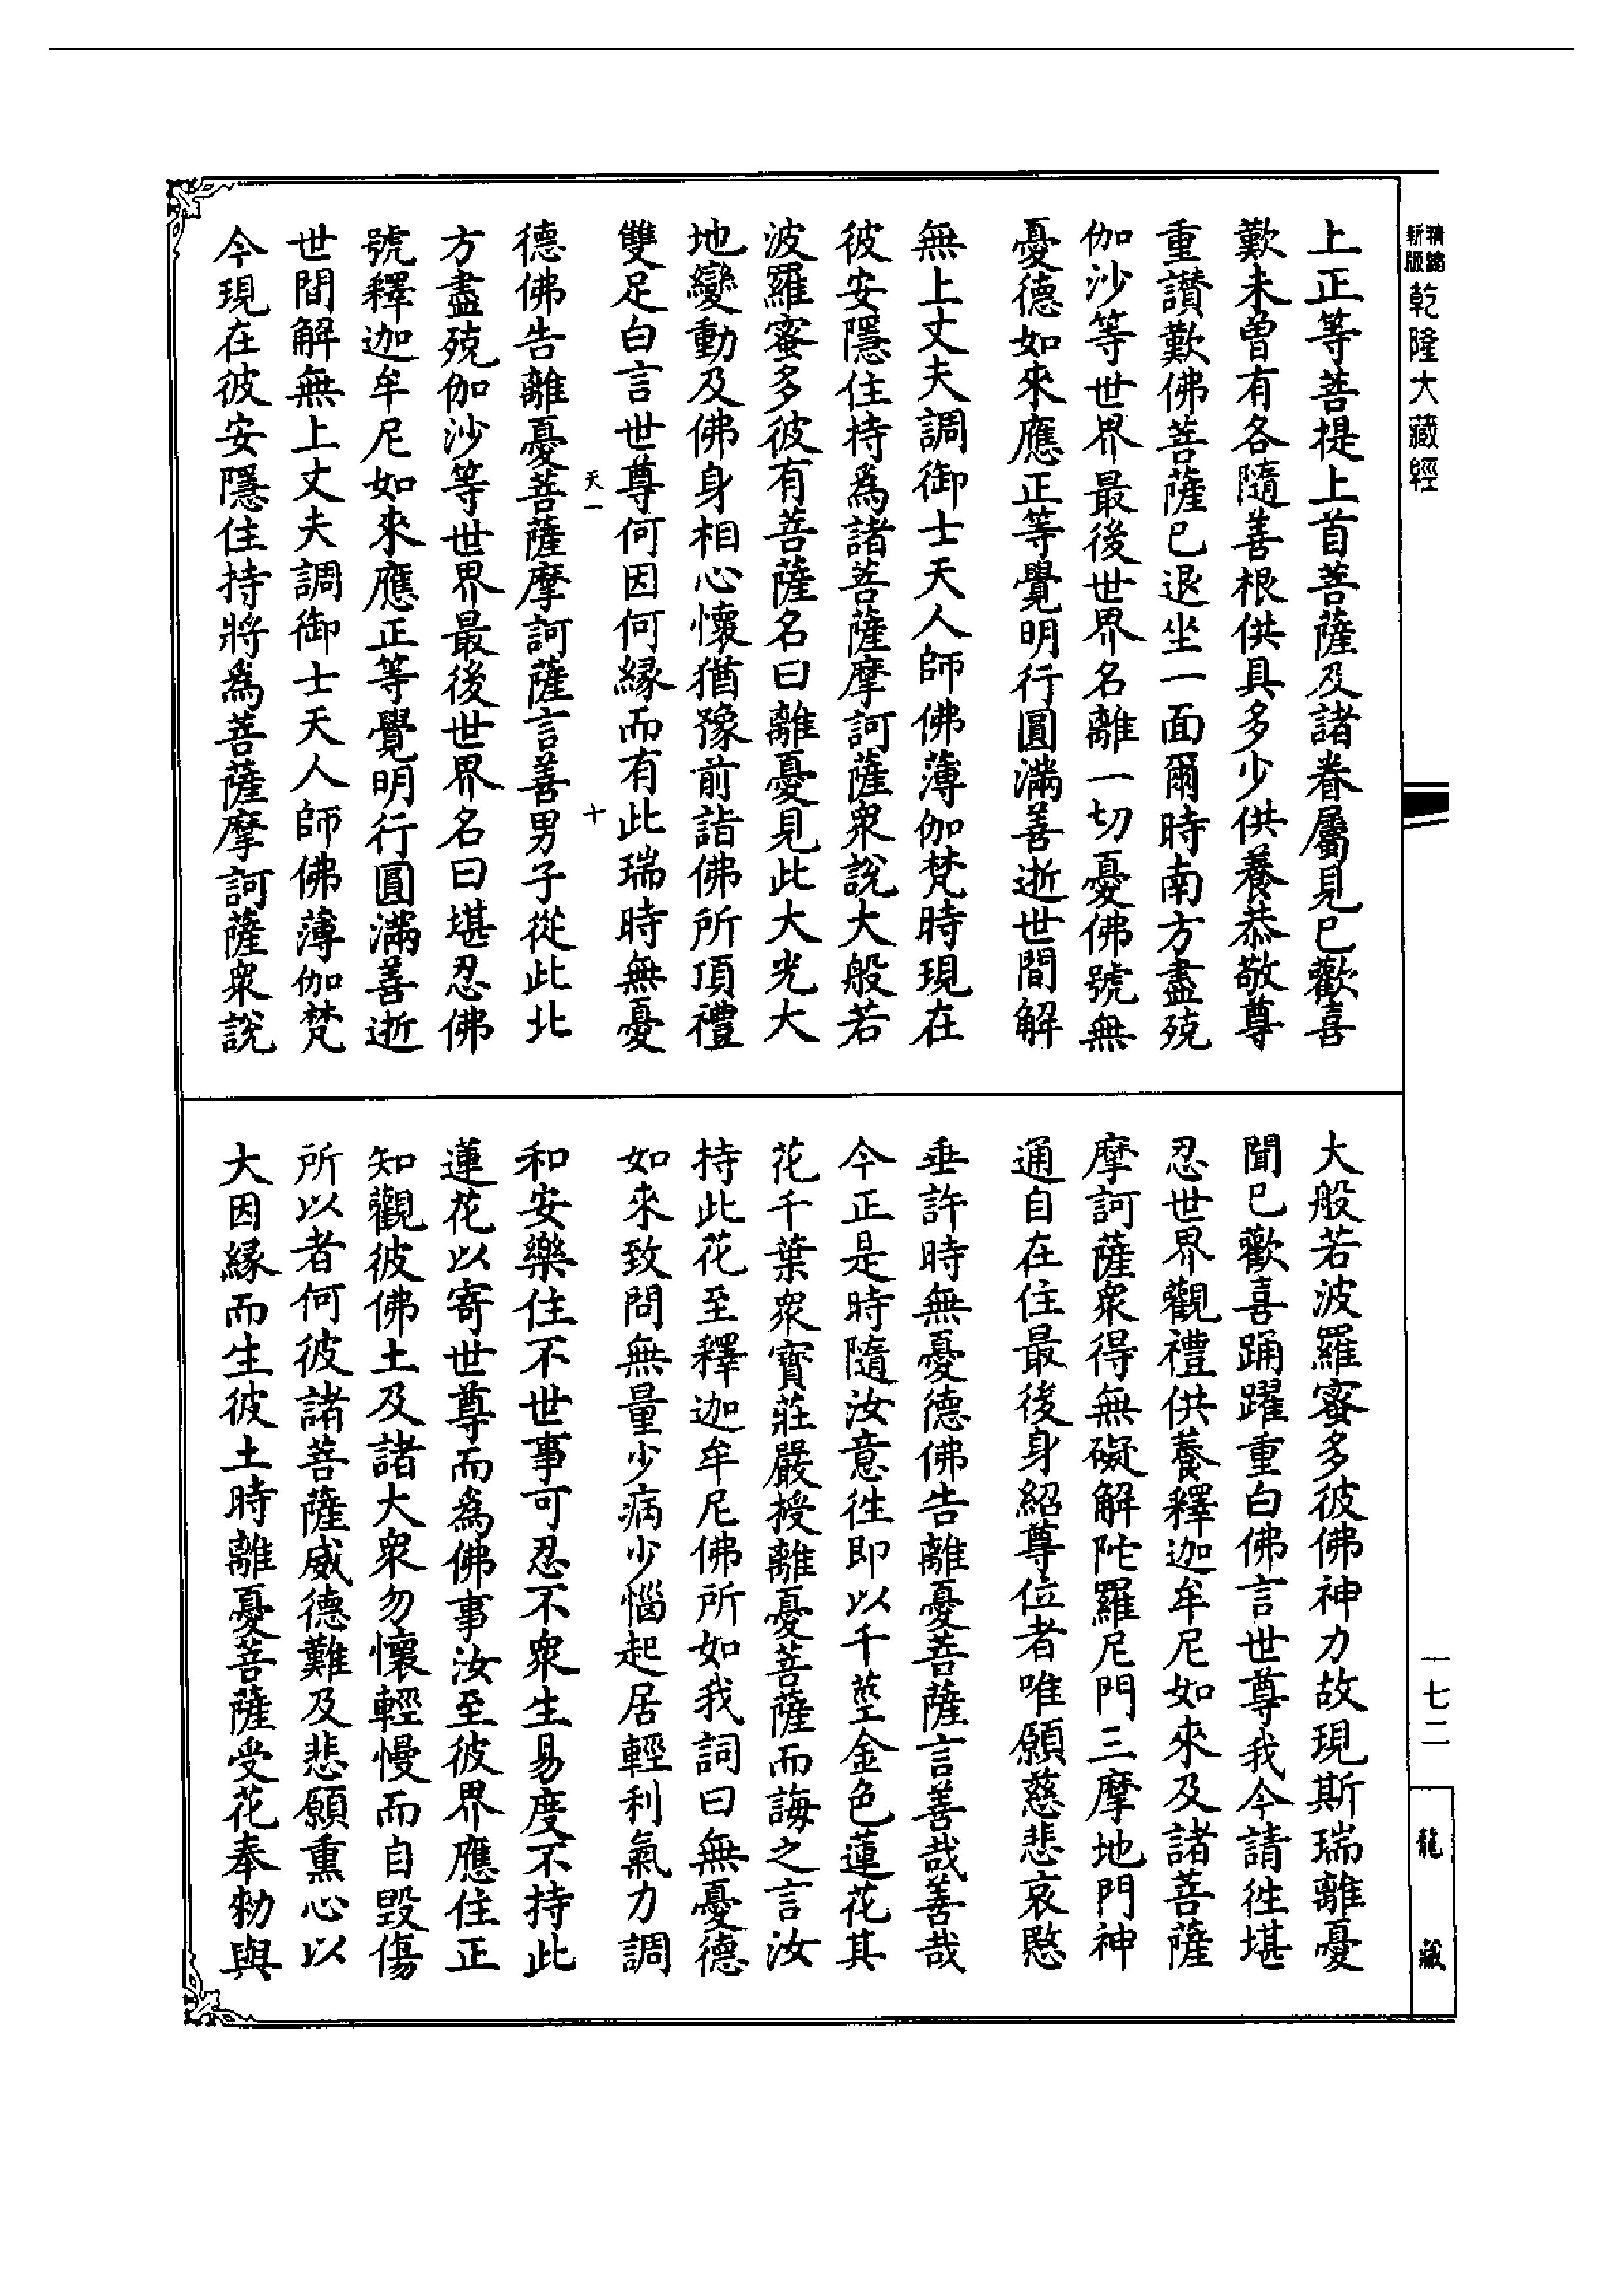 精緻
新版
乾隆大藏經
一七二
龍藏
上正等菩提上首菩薩及諸眷屬見已歡喜
歎未曾有各隨善根供具多少供養恭敬尊
重讚歎佛菩薩已退坐一面爾時南方盡殑
伽沙等世界最後世界名離一切憂佛號無
憂德如來應正等覺明行圓滿善逝世間解
無上丈夫調御士天人師佛薄伽梵時現在
彼安隱住持為諸菩薩摩訶薩衆說大般若
波羅蜜多彼有菩薩名曰離憂見此大光大
地變動及佛身相心懷猶豫前詣佛所頂禮
雙足白言世尊何因何緣而有此瑞時無憂
天一 十
德佛告離憂菩薩摩訶薩言善男子從此北
方盡殑伽沙等世界最後世界名曰堪忍佛
號釋迦牟尼如來應正等覺明行圓滿善逝
世間解無上丈夫調御士天人師佛薄伽梵
今現在彼安隱住持將為菩薩摩訶薩衆說
大般若波羅蜜多彼佛神力故現斯瑞離憂
聞已歡喜踊躍重白佛言世尊我今請往堪
忍世界觀禮供養釋迦牟尼如來及諸菩薩
摩訶薩衆得無礙解陀羅尼門三摩地門神
通自在住最後身紹尊位者唯願慈悲哀愍
垂許時無憂德佛告離憂菩薩言善哉善哉
今正是時隨汝意往即以千莖金色蓮花其
花千葉衆寶莊嚴授離憂菩薩而誨之言汝
持此花至釋迦牟尼佛所如我詞曰無憂德
如來致問無量少病少惱起居輕利氣力調
和安樂住不世事可忍不衆生易度不持此
蓮花以寄世尊而為佛事汝至彼界應住正
知觀彼佛土及諸大衆勿懷輕慢而自毀傷
所以者何彼諸菩薩威德難及悲願熏心以
大因緣而生彼土時離憂菩薩受花奉勅與